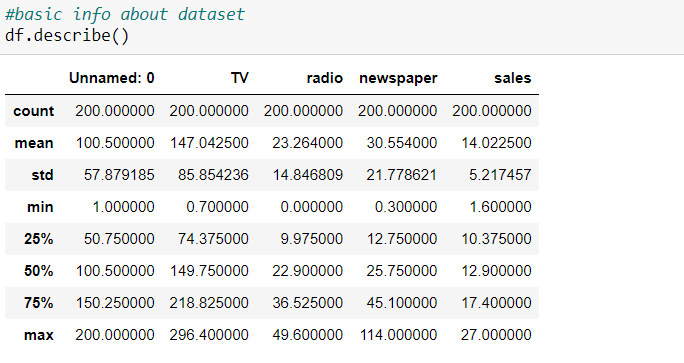 #basic info about dataset
df.describe()
Unnamed: 0 TV radio newspaper sales
count 200.000000 200.000000 200.000000 200.000000 200.000000
mean 100.500000 147.042500 23.264000 30.554000 14.022500
std 57.879185 85.854236 14.846809 21.778621 5.217457
min 1.000000 0.700000 0.000000 0.300000 1.600000
25% 50.750000 74.375000 9.975000 12.750000 10.375000
50% 100.500000 149.750000 22.900000 25.750000 12.900000
75% 150.250000 218.825000 36.525000 45.100000 17.400000
max 200.000000 296.400000 49.600000 114.000000 27.000000